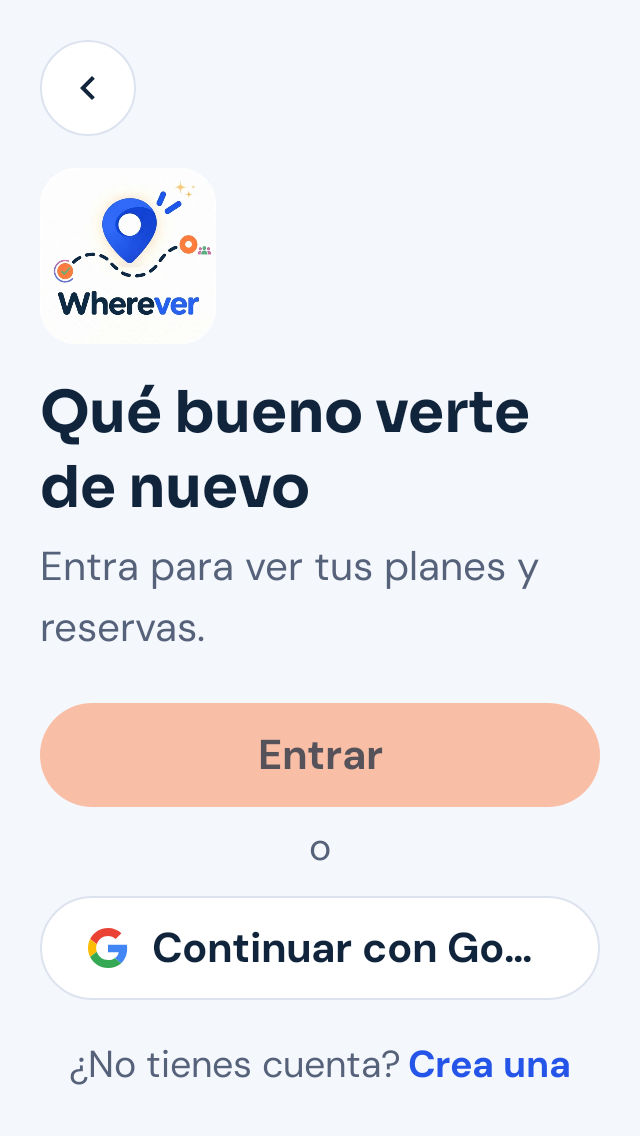 Wherever
Qué bueno verte
de nuevo
Entra para ver tus planes y
reservas.
Entrar
o
Continuar con Go...
¿No tienes cuenta? Crea una